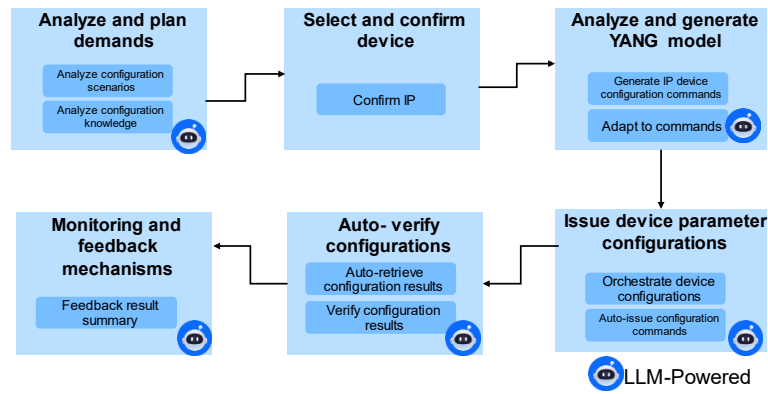 Analyze and plan
demands
Analyze configuration
scenarios
Analyze configuration
knowledge
Select and confirm
device
Confirm IP
Analyze and generate
YANG model
Generate IP device
configuration commands
Adapt to commands
Monitoring and
feedback
mechanisms
Feedback result
summary
Auto- verify
configurations
Auto-retrieve
configuration results
Verify configuration
results
Issue device parameter
configurations
Orchestrate device
configurations
Auto-issue configuration
commands
LLM-Powered